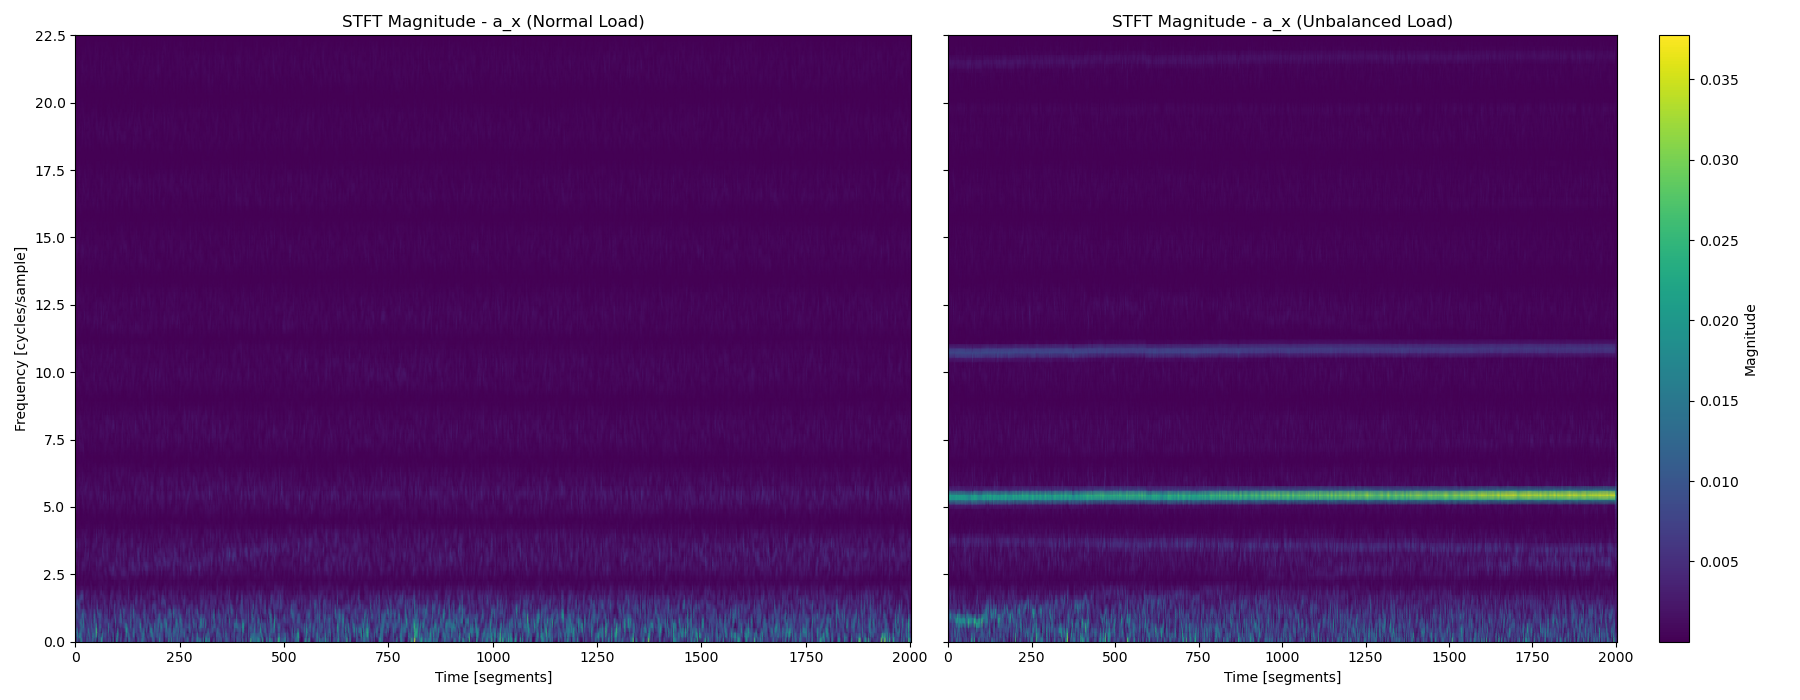 STFT Magnitude - a_x (Normal Load)
STFT Magnitude - a_x (Unbalanced Load)
22.5
20.0
17.5
15.0
12.5
10.0
7.5
5.0
2.5
0.0
Frequency [cycles/sample]
0 250 500 750 1000 1250 1500 1750 2000
Time [segments]
0 250 500 750 1000 1250 1500 1750 2000
Time [segments]
0.035
0.030
0.025
0.020
0.015
0.010
0.005
Magnitude